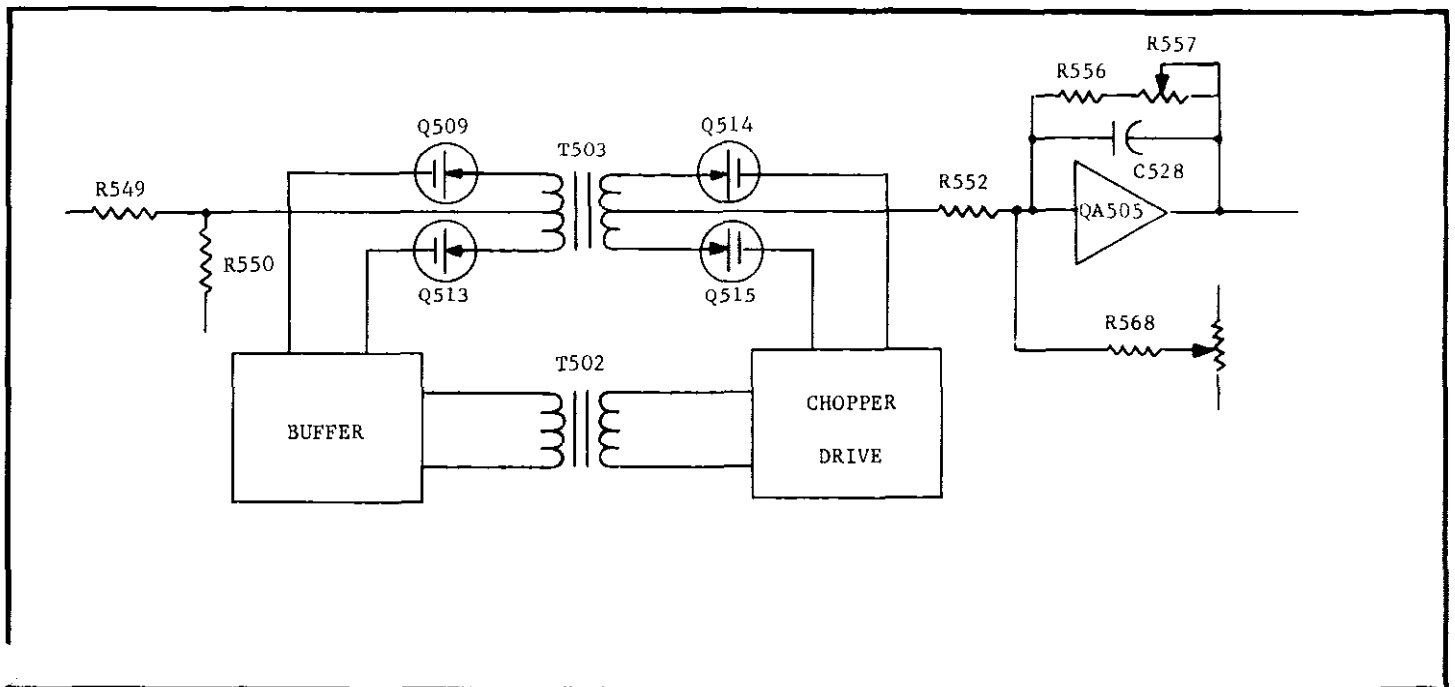 R557
R556
Q509
Q514
T503
C528
R549
R552
QA505
R550
Q513
Q515
R568
T502
BUFFER
CHOPPER
DRIVE